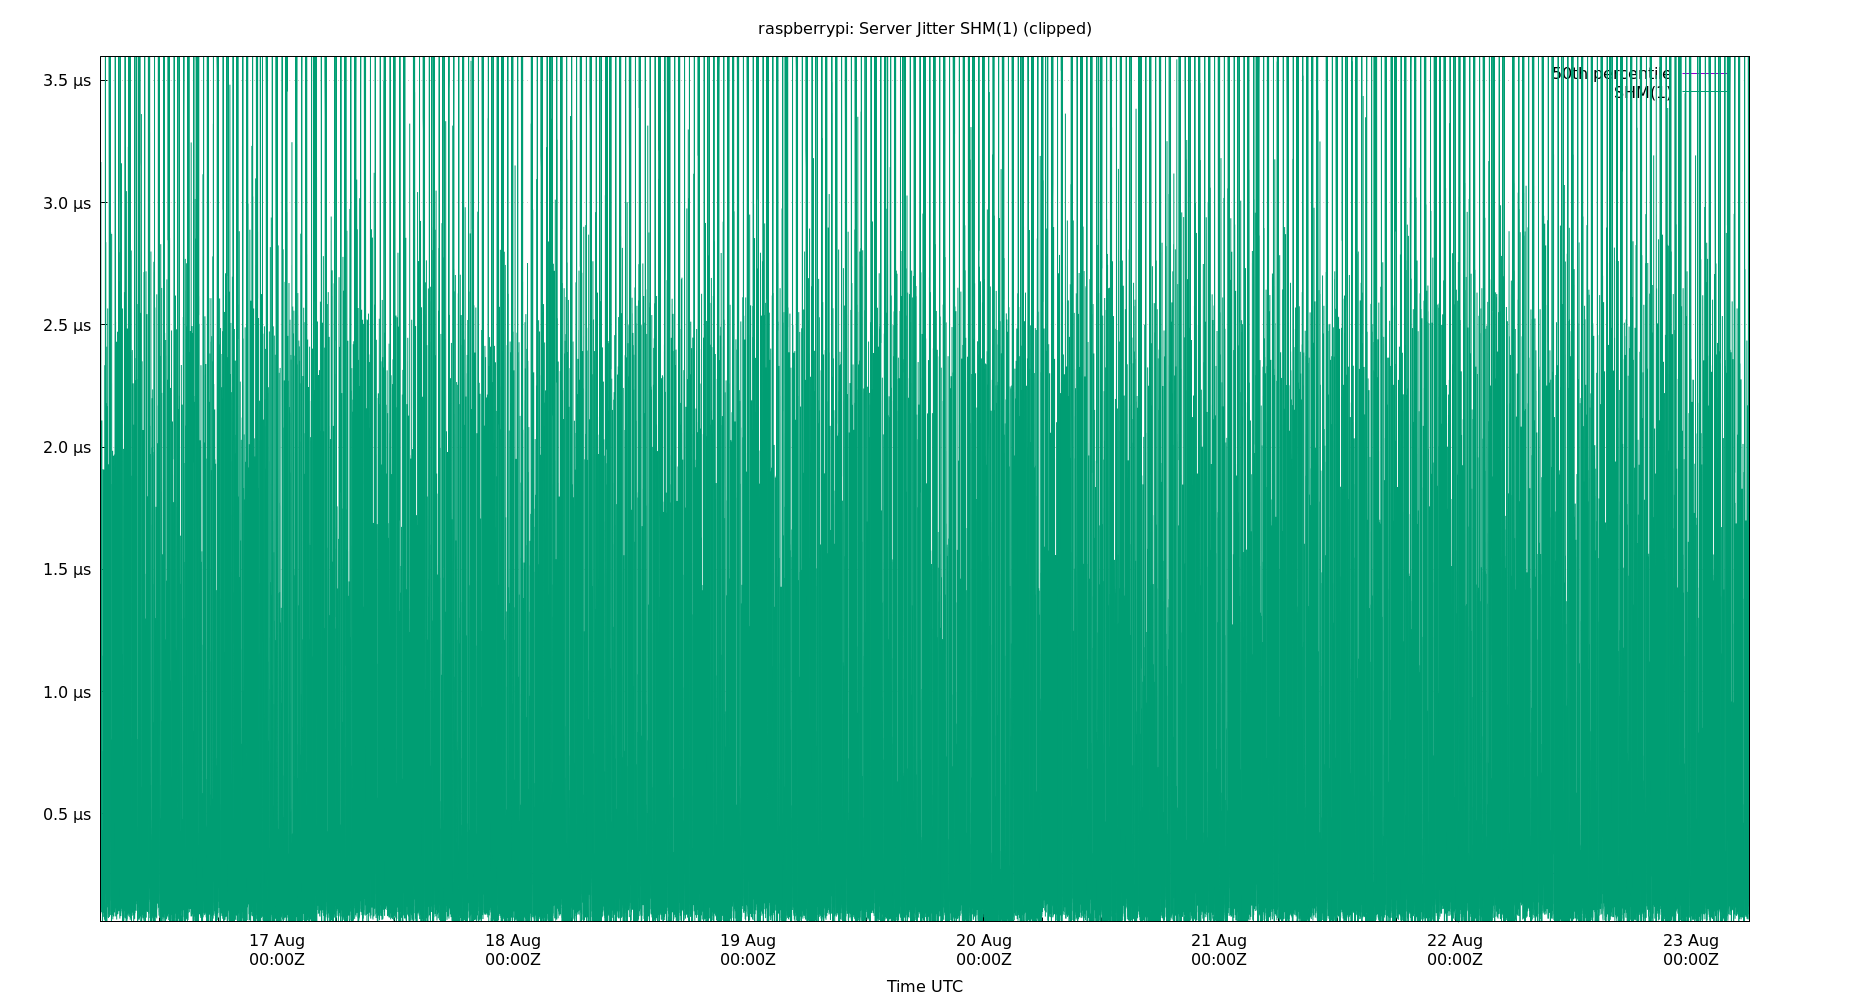 raspberrypi: Server Jitter SHM(1) (clipped)
3.5 µs
50th percentile
SHM(1)
3.0 µs
2.5 µs
2.0 µs
1.5 µs
1.0 µs
0.5 µs
17 Aug 18 Aug 19 Aug 20 Aug 21 Aug 22 Aug 23 Aug
00:00Z 00:00Z 00:00Z 00:00Z 00:00Z 00:00Z 00:00Z
Time UTC